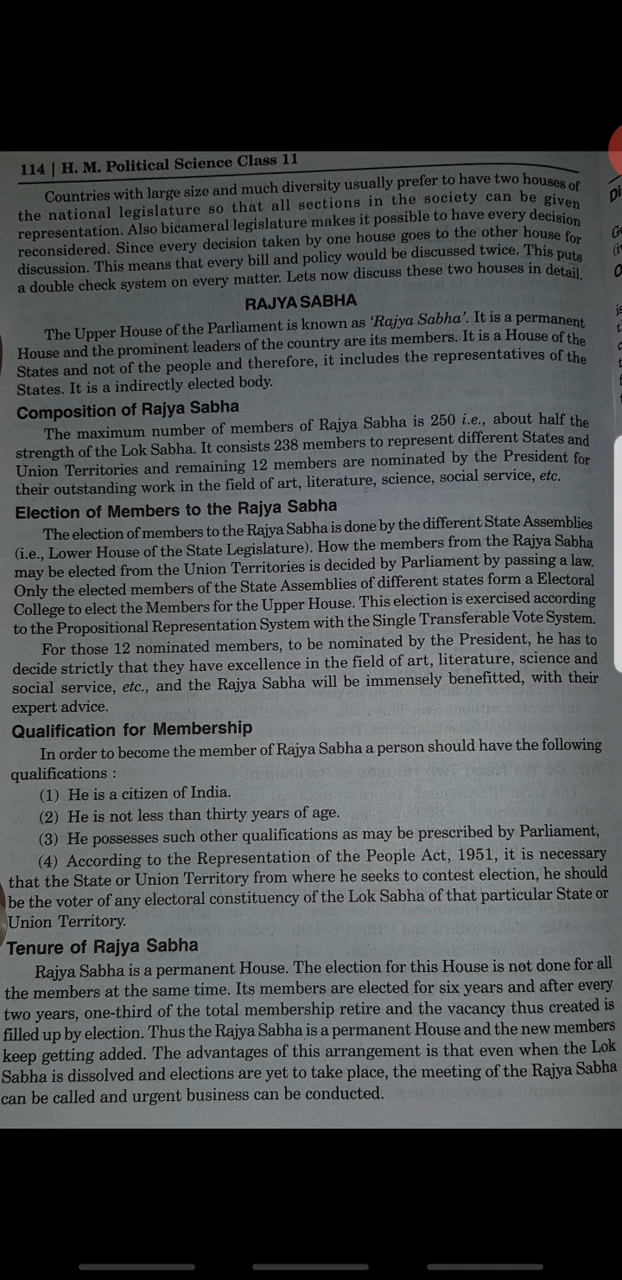 114 | H. M. Political Science Class 11
Countries with large size and much diversity usually prefer to have two houses of
the national legislature so that all sections in the society can be given
representation. Also bicameral legislature makes it possible to have every decision
reconsidered. Since every decision taken by one house goes to the other house for
discussion. This means that every bill and policy would be discussed twice. This puts
a double check system on every matter. Lets now discuss these two houses in detail.
RAJYA SABHA
The Upper House of the Parliament is known as ‘Rajya Sabha’. It is a permanent
House and the prominent leaders of the country are its members. It is a House of the
States and not of the people and therefore, it includes the representatives of the
States. It is a indirectly elected body.
Composition of Rajya Sabha
The maximum number of members of Rajya Sabha is 250 i.e., about half the
strength of the Lok Sabha. It consists 238 members to represent different States and
Union Territories and remaining 12 members are nominated by the President for
their outstanding work in the field of art, literature, science, social service, etc.
Election of Members to the Rajya Sabha
The election of members to the Rajya Sabha is done by the different State Assemblies
(i.e., Lower House of the State Legislature). How the members from the Rajya Sabha
may be elected from the Union Territories is decided by Parliament by passing a law.
Only the elected members of the State Assemblies of different states form a Electoral
College to elect the Members for the Upper House. This election is exercised according
to the Propositional Representation System with the Single Transferable Vote System.
For those 12 nominated members, to be nominated by the President, he has to
decide strictly that they have excellence in the field of art, literature, science and
social service, etc., and the Rajya Sabha will be immensely benefitted, with their
expert advice.
Qualification for Membership
In order to become the member of Rajya Sabha a person should have the following
qualifications :
(1) He is a citizen of India.
(2) He is not less than thirty years of age.
(3) He possesses such other qualifications as may be prescribed by Parliament,
(4) According to the Representation of the People Act, 1951, it is necessary
that the State or Union Territory from where he seeks to contest election, he should
be the voter of any electoral constituency of the Lok Sabha of that particular State or
Union Territory.
Tenure of Rajya Sabha
Rajya Sabha is a permanent House. The election for this House is not done for all
the members at the same time. Its members are elected for six years and after every
two years, one-third of the total membership retire and the vacancy thus created is
filled up by election. Thus the Rajya Sabha is a permanent House and the new members
keep getting added. The advantages of this arrangement is that even when the Lok
Sabha is dissolved and elections are yet to take place, the meeting of the Rajya Sabha
can be called and urgent business can be conducted.